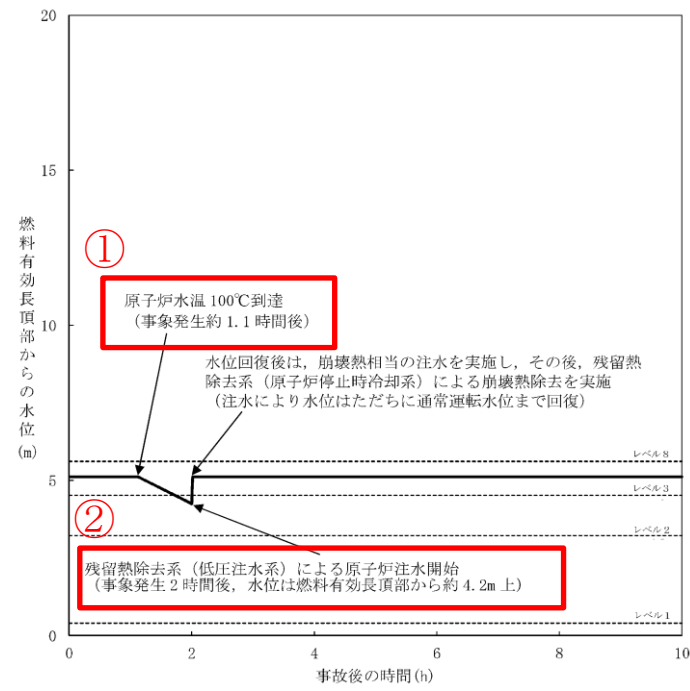 20
15
10
5
0
燃料有効長頂部からの水位(m)
①
原子炉水温 100℃到達
（事象発生約 1.1 時間後）
水位回復後は，崩壊熱相当の注水を実施し，その後，残留熱
除去系（原子炉停止時冷却系）による崩壊熱除去を実施
（注水により水位はただちに通常運転水位まで回復）
レベル8
レベル3
②
レベル2
残留熱除去系（低圧注水系）による原子炉注水開始
（事象発生２時間後，水位は燃料有効長頂部から約 4.2m 上）
レベル1
0 2 4 6 8 10
事故後の時間(h)